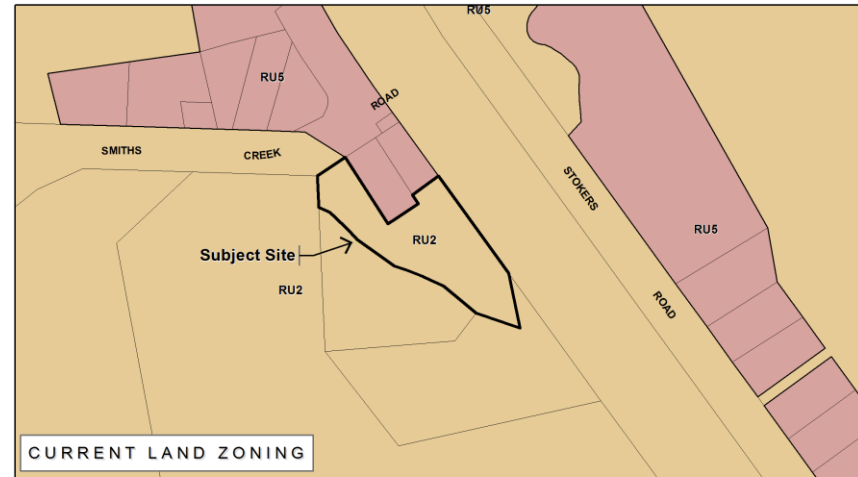 RU5
RU5
ROAD
SMITHS CREEK
STOKERS
RU5
RU2
Subject Site
RU2
ROAD
CURRENT LAND ZONING